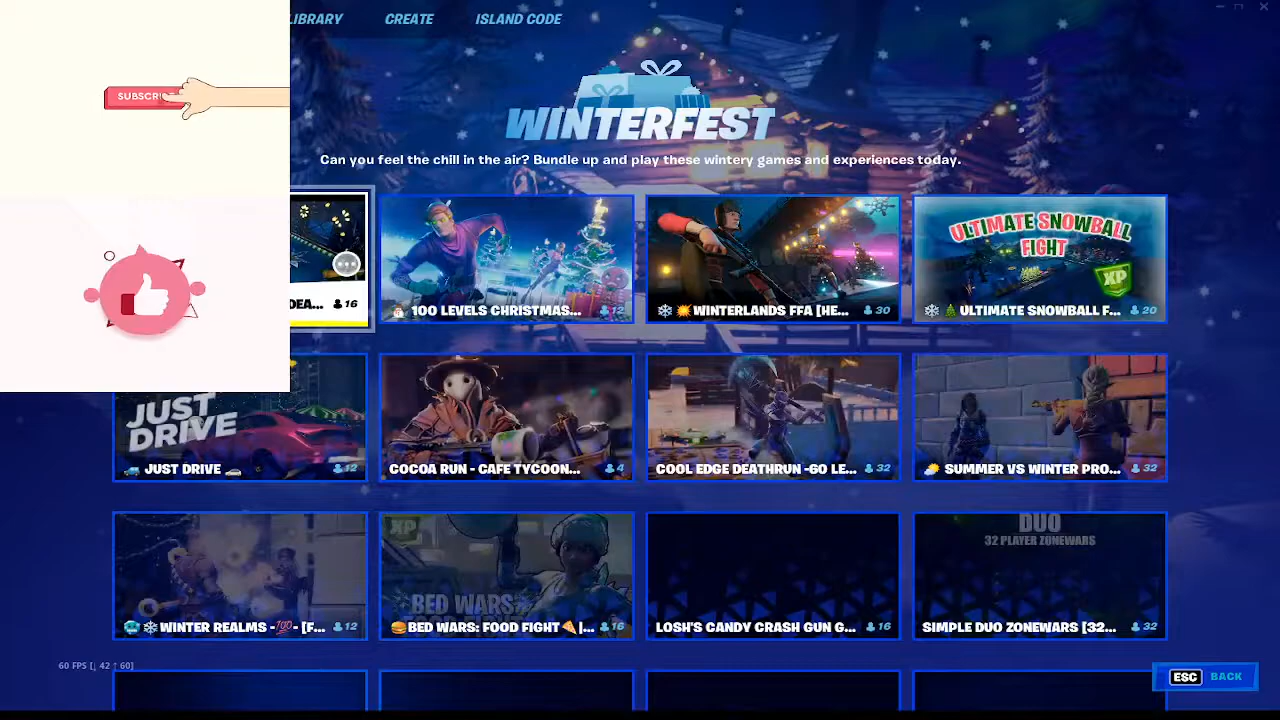 LIBRARY CREATE ISLAND CODE
SUBSCRI
WINTERFEST
Can you feel the chill in the air? Bundle up and play these wintery games and experiences today.
ULTIMATE SNOWBALL
FIGHT
XP
DEA... 16
100 LEVELS CHRISTMAS... 12
WINTERLANDS FFA [HE... 30
ULTIMATE SNOWBALL F... 20
JUST
DRIVE
JUST DRIVE 12
COCOA RUN - CAFE TYCOON... 4
COOL EDGE DEATHRUN -60 LE... 32
SUMMER VS WINTER PRO... 32
XP
DUO
32 PLAYER ZONEWARS
BED WARS
FOOD FIGHT
WINTER REALMS -💯- [F... 12
BED WARS: FOOD FIGHT 🍕|... 16
LOSH'S CANDY CRASH GUN G... 16
SIMPLE DUO ZONEWARS [32... 32
60 FPS [↓ 42 ↑ 60]
ESC BACK